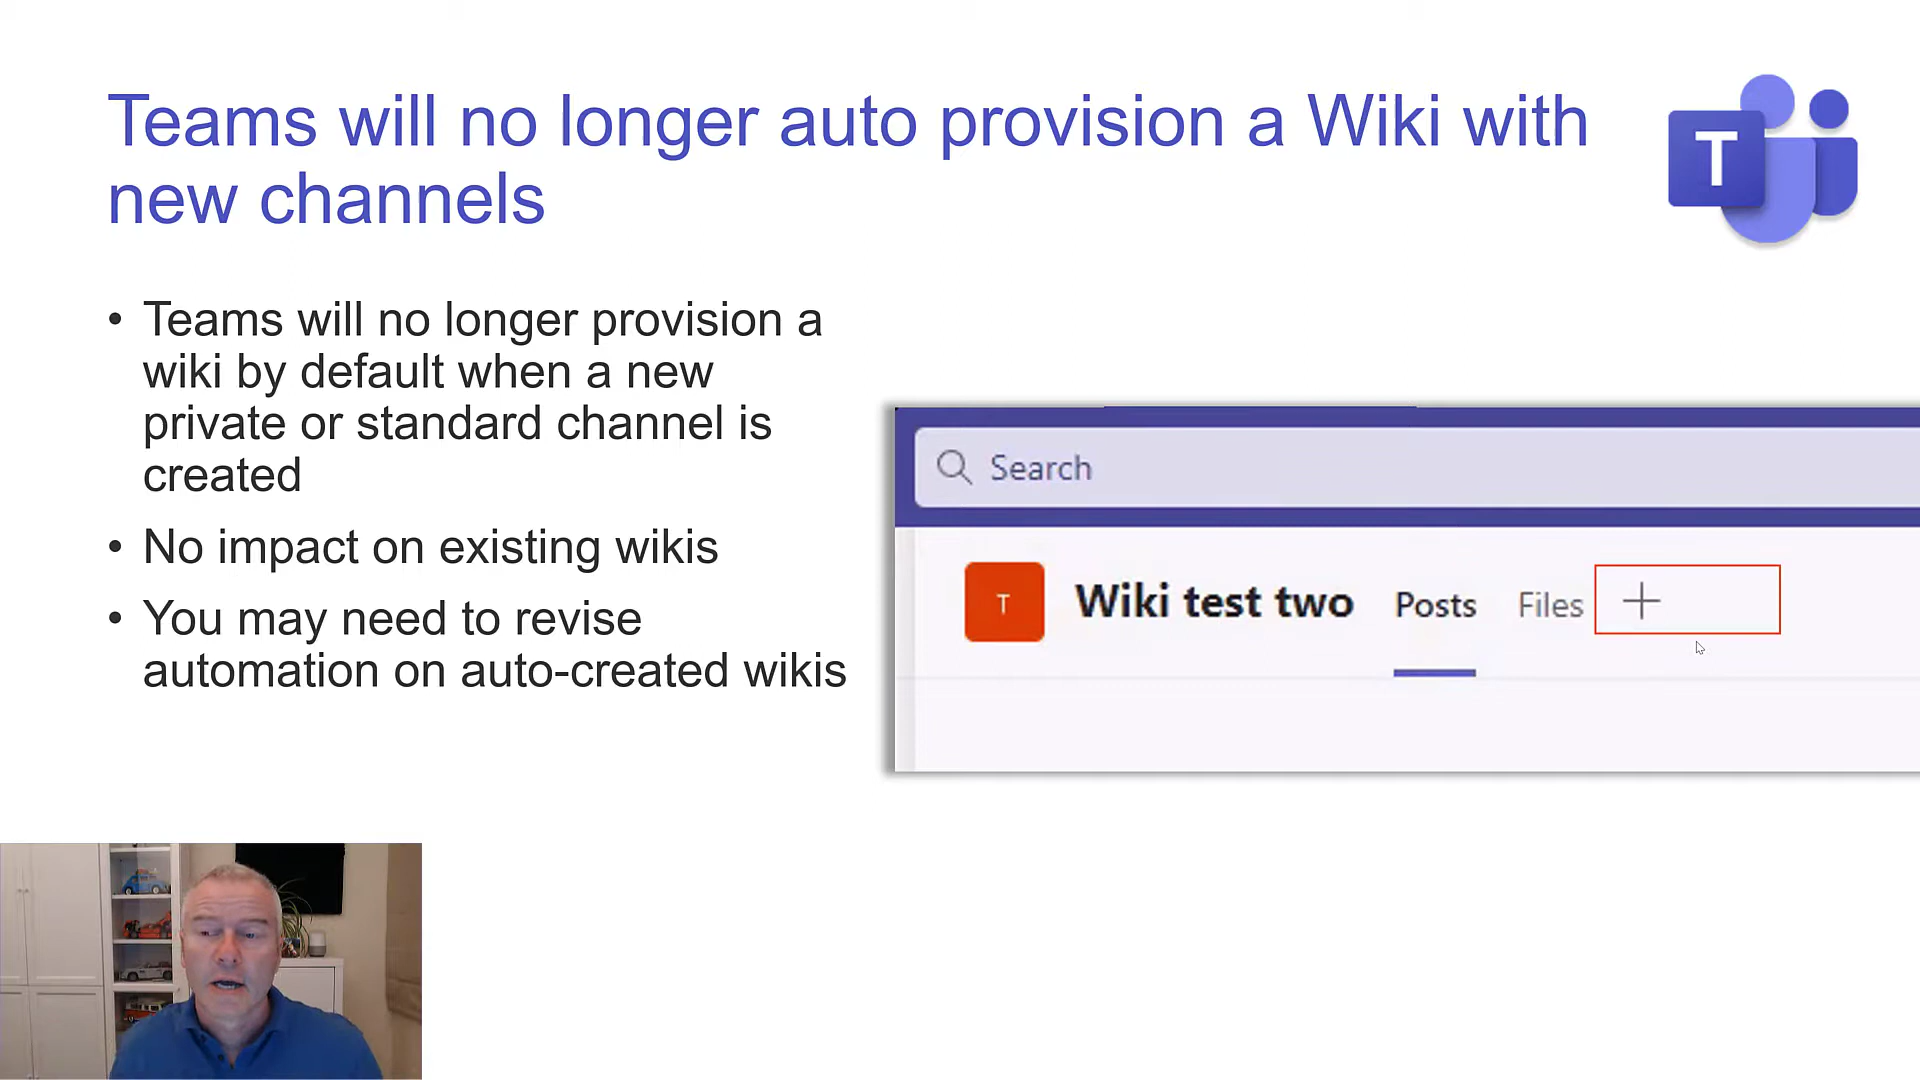 Teams will no longer auto provision a Wiki with
new channels
T
• Teams will no longer provision a
wiki by default when a new
private or standard channel is
created
• No impact on existing wikis
• You may need to revise
automation on auto-created wikis
Search
T Wiki test two Posts Files +